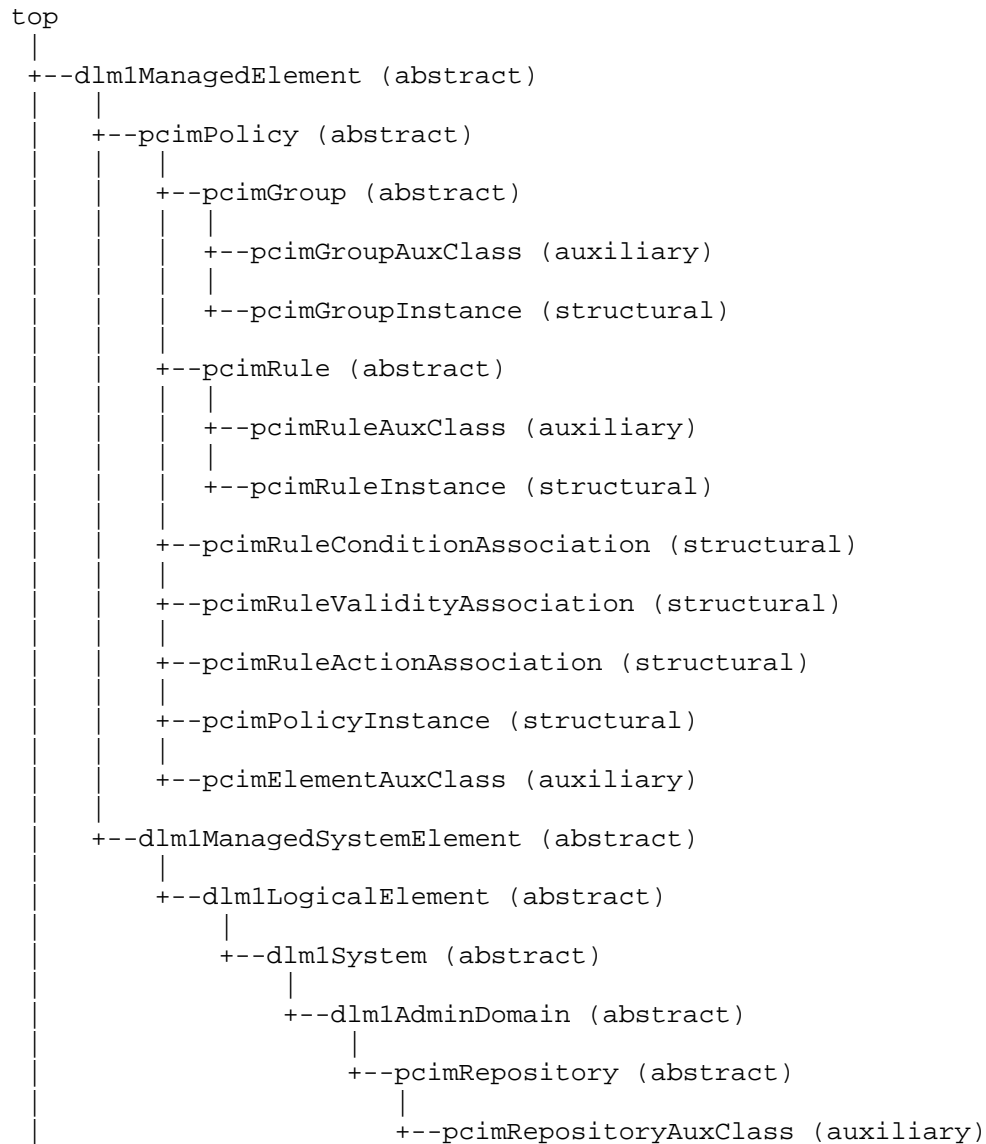 top
|
+--dlm1ManagedElement (abstract)
|   |
|   +--pcimPolicy (abstract)
|   |   |
|   |   +--pcimGroup (abstract)
|   |   |  |
|   |   |  +--pcimGroupAuxClass (auxiliary)
|   |   |  |
|   |   |  +--pcimGroupInstance (structural)
|   |   |
|   |   +--pcimRule (abstract)
|   |   |  |
|   |   |  +--pcimRuleAuxClass (auxiliary)
|   |   |  |
|   |   |  +--pcimRuleInstance (structural)
|   |   |
|   |   +--pcimRuleConditionAssociation (structural)
|   |   |
|   |   +--pcimRuleValidityAssociation (structural)
|   |   |
|   |   +--pcimRuleActionAssociation (structural)
|   |   |
|   |   +--pcimPolicyInstance (structural)
|   |   |
|   |   +--pcimElementAuxClass (auxiliary)
|   |
|   +--dlm1ManagedSystemElement (abstract)
|       |
|       +--dlm1LogicalElement (abstract)
|           |
|           +--dlm1System (abstract)
|               |
|               +--dlm1AdminDomain (abstract)
|                   |
|                   +--pcimRepository (abstract)
|                      |
|                      +--pcimRepositoryAuxClass (auxiliary)